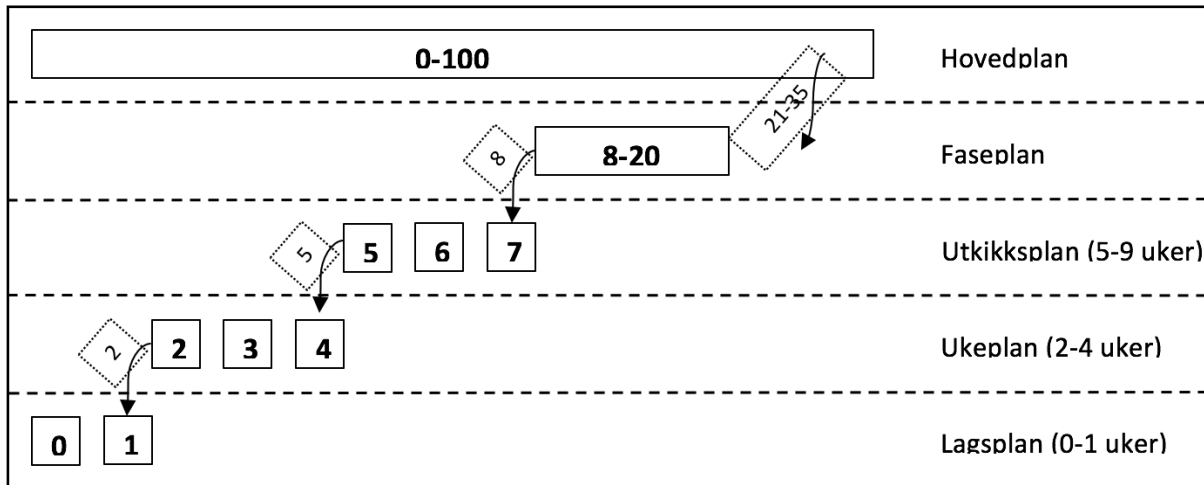 0-100 Hovedplan
21-35
8 8-20 Faseplan
5 5 6 7 Utkikksplan (5-9 uker)
2 2 3 4 Ukeplan (2-4 uker)
0 1 Lagsplan (0-1 uker)